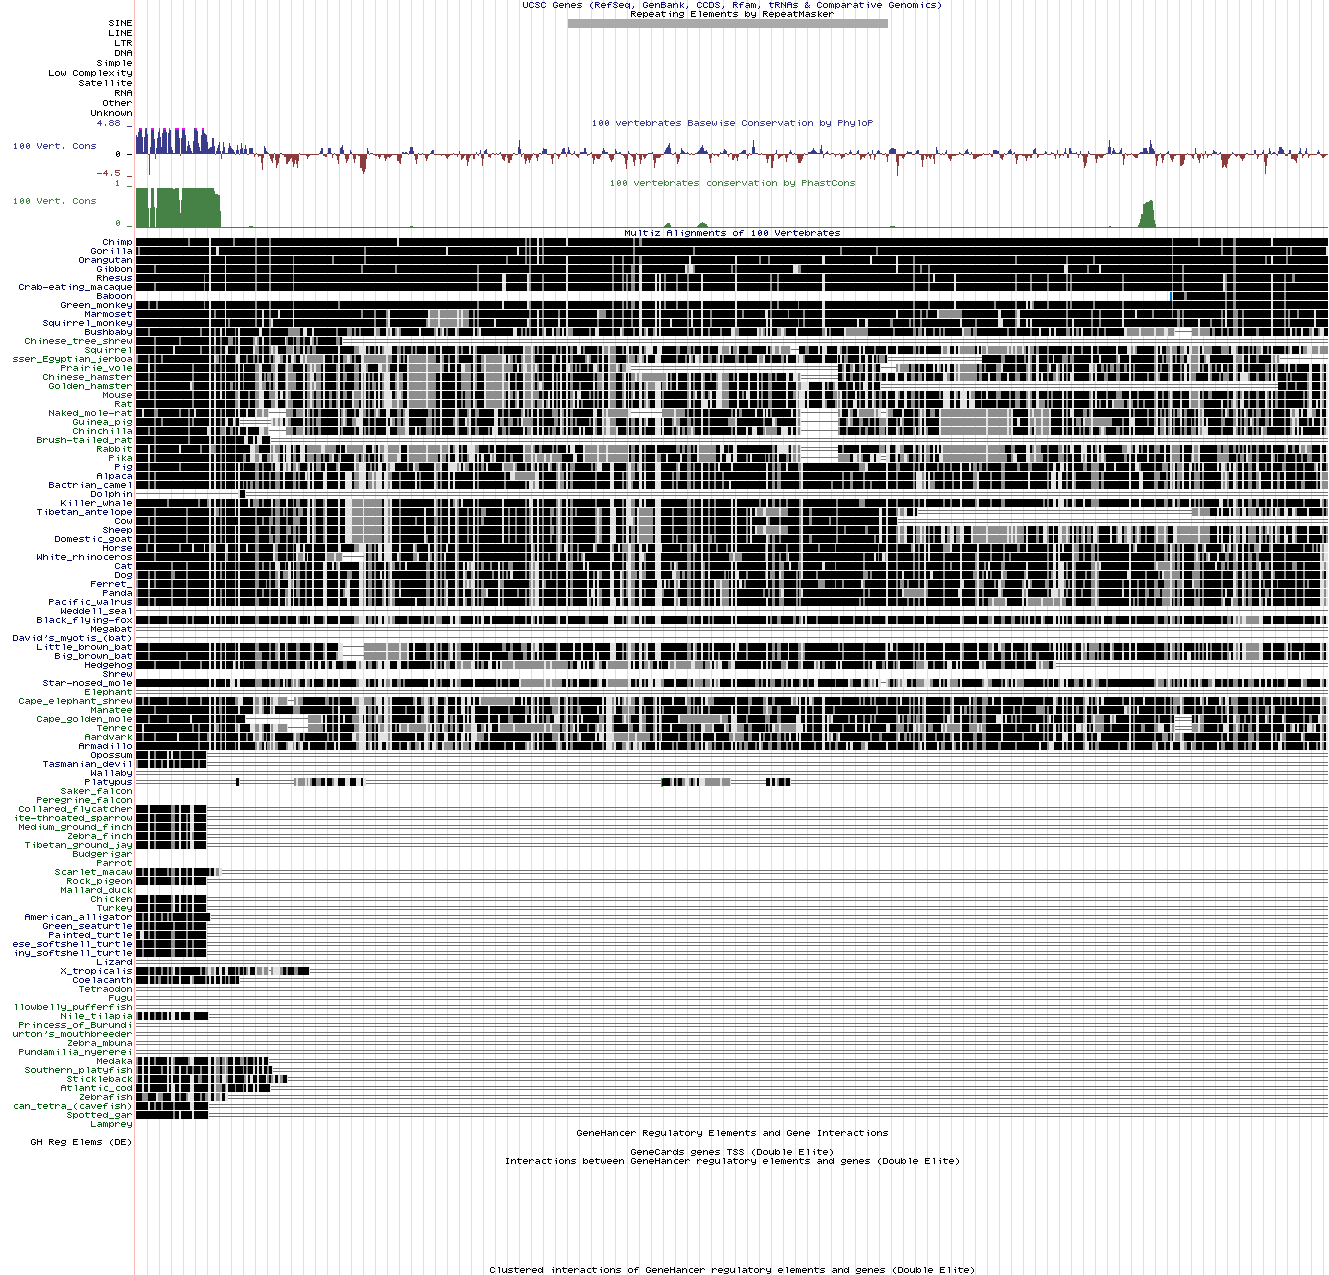 UCSC Genes (RefSeq, GenBank, CCDS, Rfam, tRNAs & Comparative Genomics)
Repeating Elements by RepeatMasker
SINE
LINE
LTR
DNA
Simple
Low Complexity
Satellite
RNA
Other
Unknown
100 vertebrates Basewise Conservation by PhyloP
4.88 _
100 Vert. Cons
0 _
-4.5 _
100 vertebrates conservation by PhastCons
1 _
100 Vert. Cons
0 _
Multiz Alignments of 100 Vertebrates
Chimp
Gorilla
Orangutan
Gibbon
Rhesus
Crab-eating_macaque
Baboon
Green_monkey
Marmoset
Squirrel_monkey
Bushbaby
Chinese_tree_shrew
Squirrel
sser_Egyptian_jerboa
Prairie_vole
Chinese_hamster
Golden_hamster
Mouse
Rat
Naked_mole-rat
Guinea_pig
Chinchilla
Brush-tailed_rat
Rabbit
Pika
Pig
Alpaca
Bactrian_camel
Dolphin
Killer_whale
Tibetan_antelope
Cow
Sheep
Domestic_goat
Horse
White_rhinoceros
Cat
Dog
Ferret_
Panda
Pacific_walrus
Weddell_seal
Black_flying-fox
Megabat
David's_myotis_(bat)
Little_brown_bat
Big_brown_bat
Hedgehog
Shrew
Star-nosed_mole
Elephant
Cape_elephant_shrew
Manatee
Cape_golden_mole
Tenrec
Aardvark
Armadillo
Opossum
Tasmanian_devil
Wallaby
Platypus
Saker_falcon
Peregrine_falcon
Collared_flycatcher
ite-throated_sparrow
Medium_ground_finch
Zebra_finch
Tibetan_ground_jay
Budgerigar
Parrot
Scarlet_macaw
Rock_pigeon
Mallard_duck
Chicken
Turkey
American_alligator
Green_seaturtle
Painted_turtle
ese_softshell_turtle
iny_softshell_turtle
Lizard
X_tropicalis
Coelacanth
Tetraodon
Fugu
llowbelly_pufferfish
Nile_tilapia
Princess_of_Burundi
urton's_mouthbreeder
Zebra_mbuna
Pundamilia_nyererei
Medaka
Southern_platyfish
Stickleback
Atlantic_cod
Zebrafish
can_tetra_(cavefish)
Spotted_gar
Lamprey
GeneHancer Regulatory Elements and Gene Interactions
GH Reg Elems (DE)
GeneCards genes TSS (Double Elite)
Interactions between GeneHancer regulatory elements and genes (Double Elite)
Clustered interactions of GeneHancer regulatory elements and genes (Double Elite)